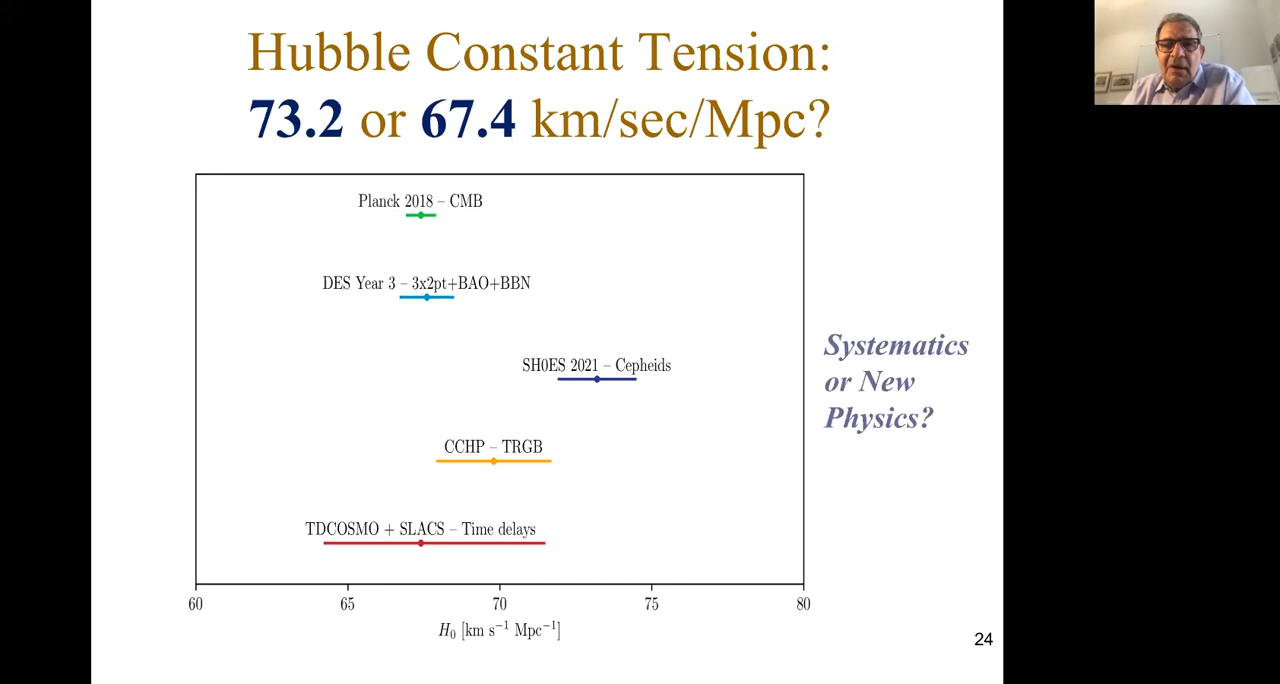 Hubble Constant Tension:
73.2 or 67.4 km/sec/Mpc?
Planck 2018 – CMB
DES Year 3 – 3x2pt+BAO+BBN
SH0ES 2021 – Cepheids
CCHP – TRGB
TDCOSMO + SLACS – Time delays
Systematics
or New
Physics?
60 65 70 75 80
H₀ [km s⁻¹ Mpc⁻¹]
24